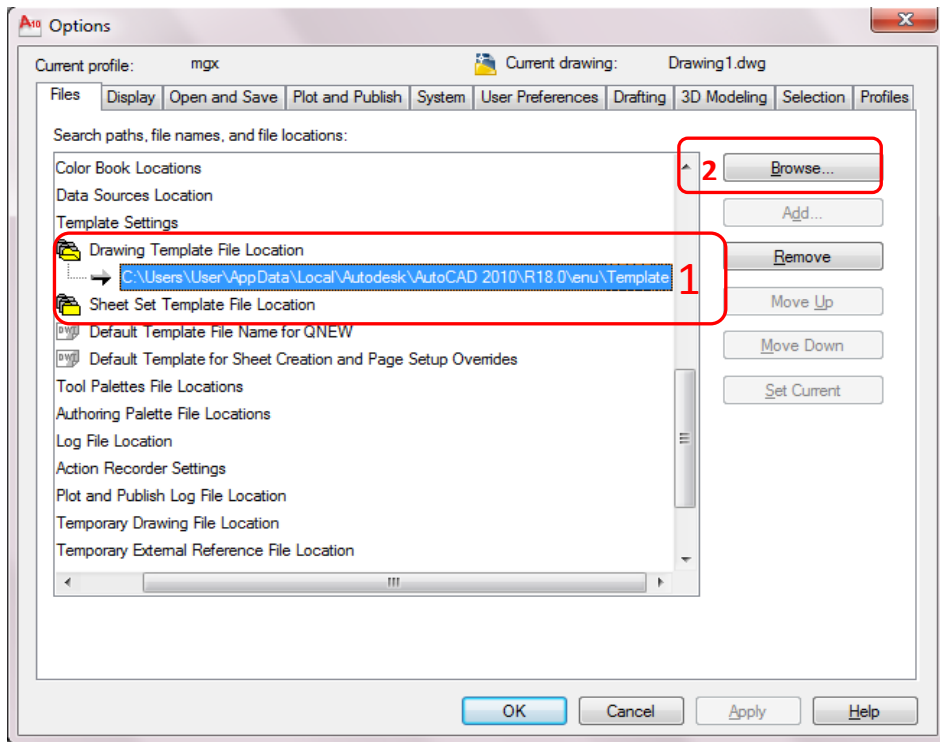 A10 Options
Current profile: mgx Current drawing: Drawing1.dwg
Files Display Open and Save Plot and Publish System User Preferences Drafting 3D Modeling Selection Profiles
Search paths, file names, and file locations:
Color Book Locations
2 Browse...
Data Sources Location
Add...
Template Settings
Drawing Template File Location
Remove
C:\Users\User\AppData\Local\Autodesk\AutoCAD 2010\R18.0\enu\Template 1
Sheet Set Template File Location
Move Up
Default Template File Name for QNEW
Move Down
Default Template for Sheet Creation and Page Setup Overrides
Tool Palettes File Locations
Set Current
Authoring Palette File Locations
Log File Location
Action Recorder Settings
Plot and Publish Log File Location
Temporary Drawing File Location
Temporary External Reference File Location
OK Cancel Apply Help